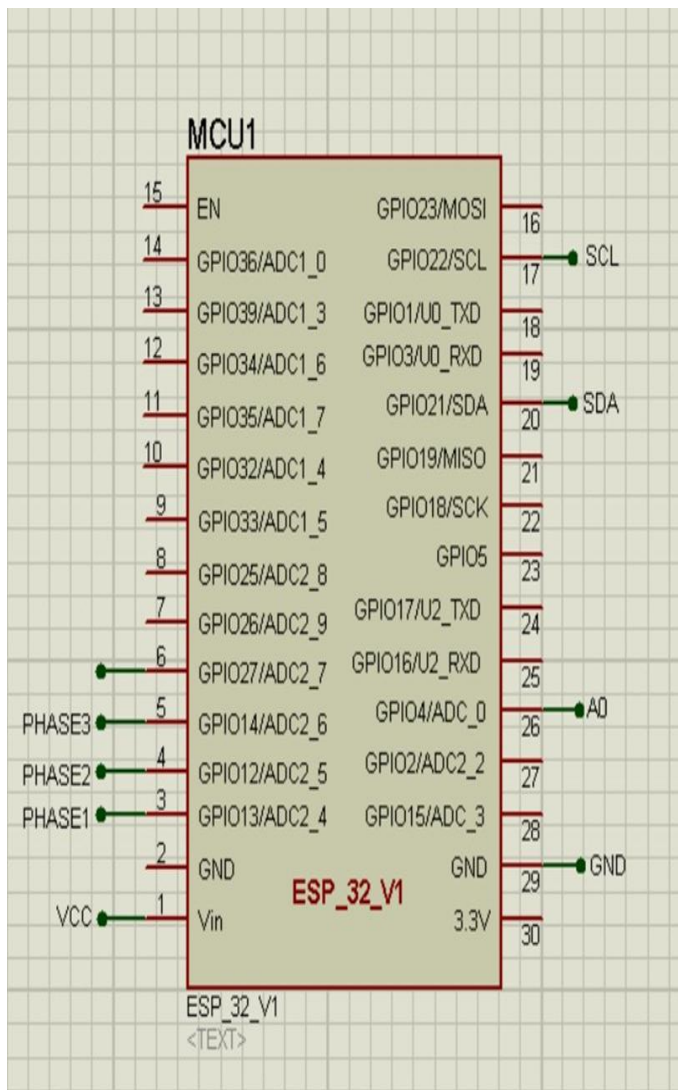 MCU1
15 EN GPIO23/MOSI 16
14 GPIO36/ADC1_0 GPIO22/SCL 17 SCL
13 GPIO39/ADC1_3 GPIO1/U0_TXD 18
12 GPIO34/ADC1_6 GPIO3/U0_RXD 19
11 GPIO35/ADC1_7 GPIO21/SDA 20 SDA
10 GPIO32/ADC1_4 GPIO19/MISO 21
9 GPIO33/ADC1_5 GPIO18/SCK 22
8 GPIO25/ADC2_8 GPIO5 23
7 GPIO26/ADC2_9 GPIO17/U2_TXD 24
6 GPIO27/ADC2_7 GPIO16/U2_RXD 25
PHASE3 5 GPIO14/ADC2_6 GPIO4/ADC_0 26 A0
PHASE2 4 GPIO12/ADC2_5 GPIO2/ADC2_2 27
PHASE1 3 GPIO13/ADC2_4 GPIO15/ADC_3 28
2 GND GND 29 GND
ESP_32_V1
VCC 1 Vin 3.3V 30
ESP_32_V1
<TEXT>